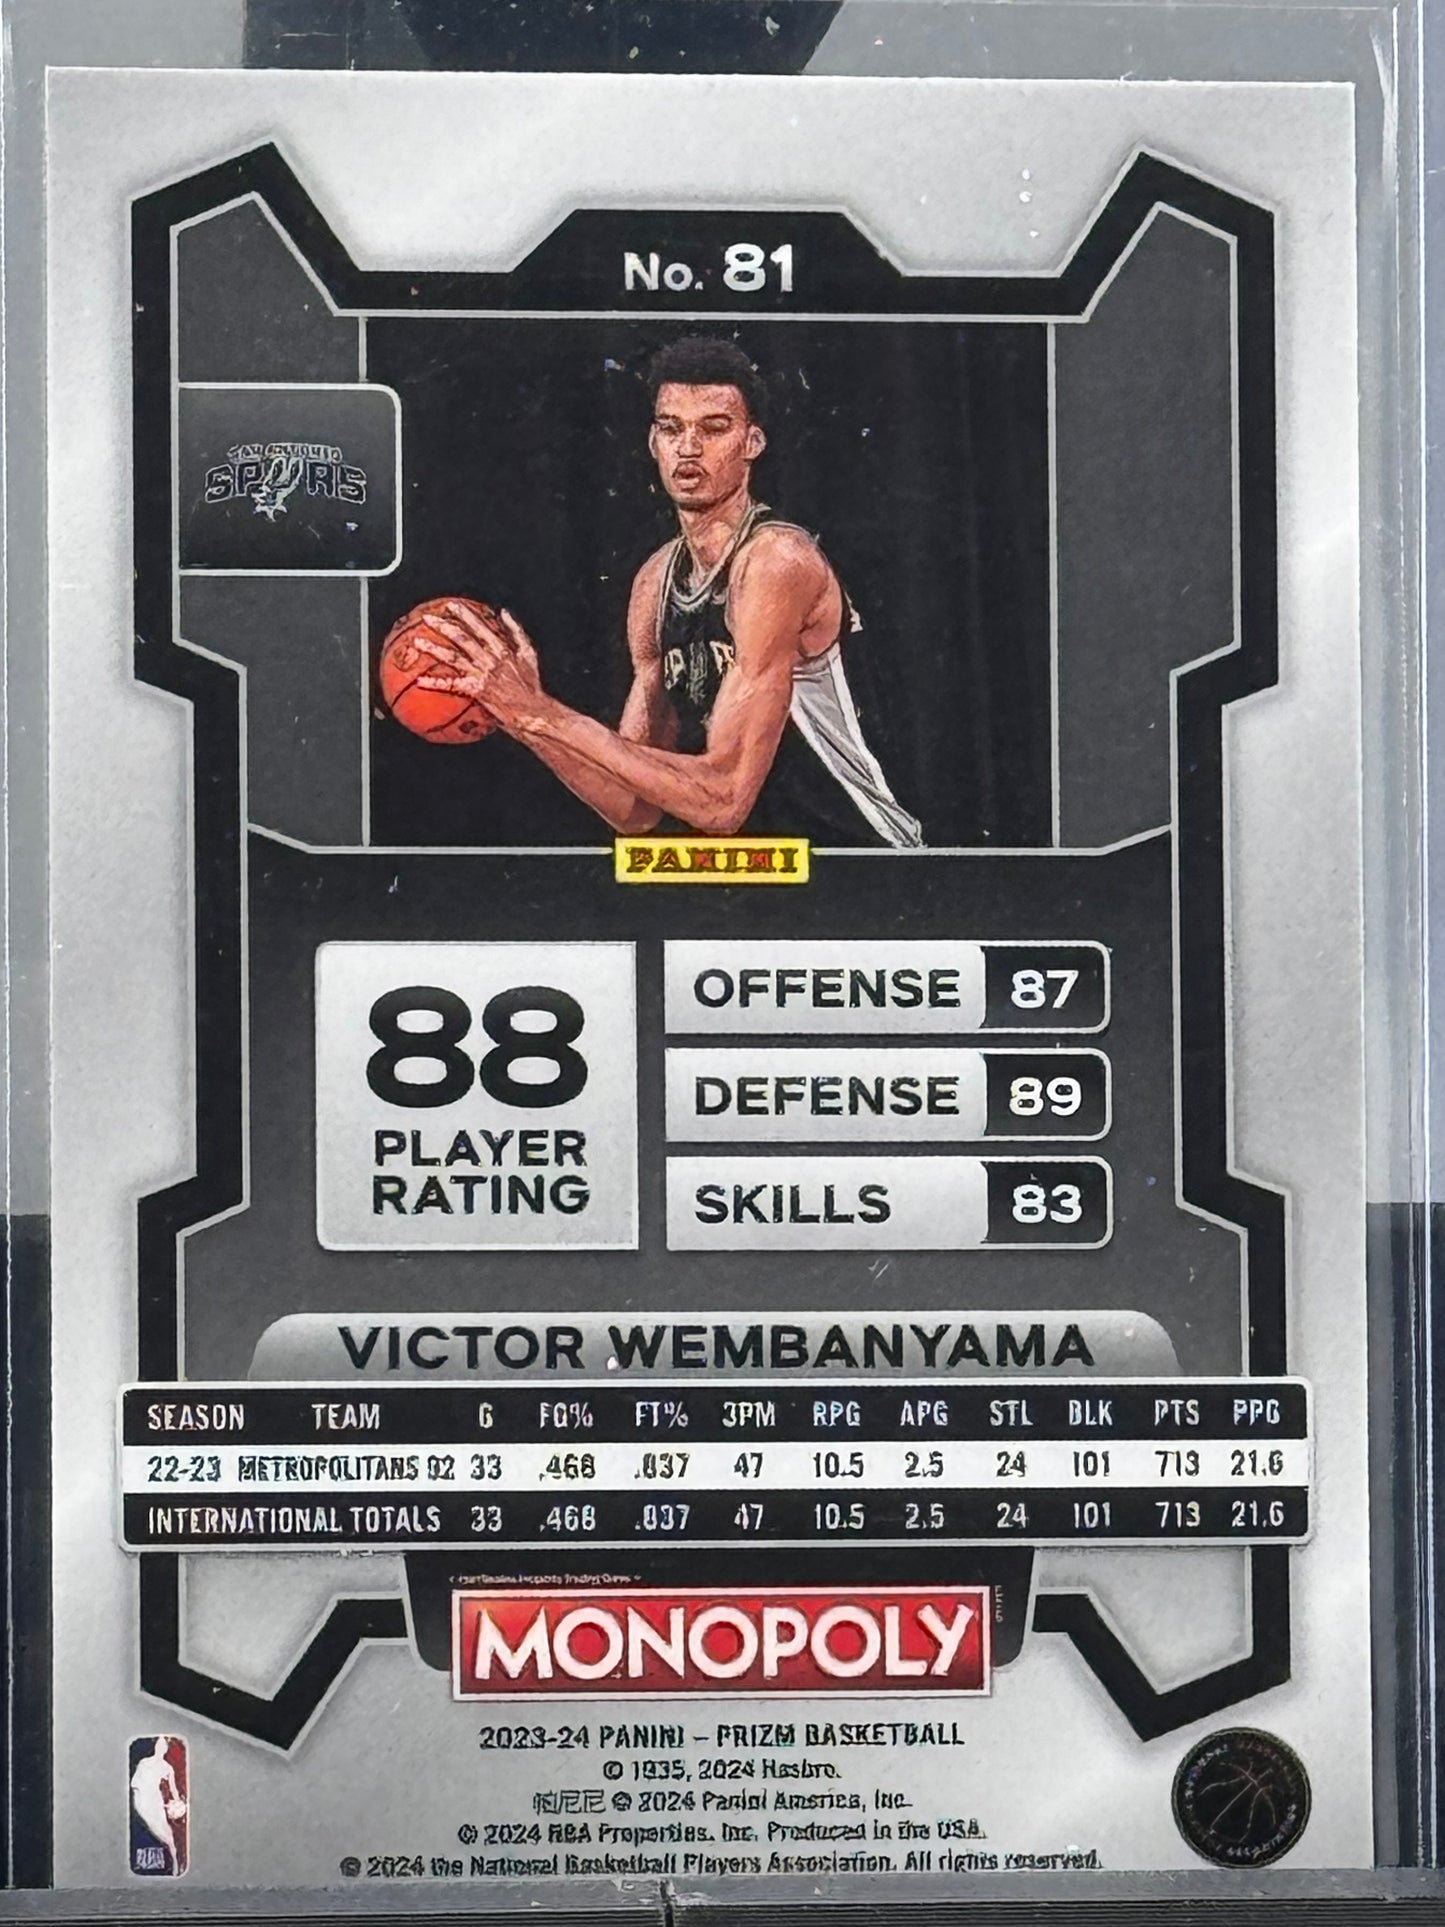 No. 81
SAN ANTONIO
SPURS
PANINI
88
PLAYER
RATING
OFFENSE 87
DEFENSE 89
SKILLS 83
VICTOR WEMBANYAMA
SEASON TEAM G FG% FT% 3PM RPG APG STL BLK PTS PPG
22-23 METROPOLITANS 92 33 .468 .837 47 10.5 2.5 24 101 713 21.6
INTERNATIONAL TOTALS 33 .468 .837 47 10.5 2.5 24 101 713 21.6
MONOPOLY
2023-24 PANINI – PRIZM BASKETBALL
© 1935, 2024 Hasbro.
© 2024 Panini America, Inc.
© 2024 NBA Properties, Inc. Produced in the USA.
© 2024 the National Basketball Players Association. All rights reserved.